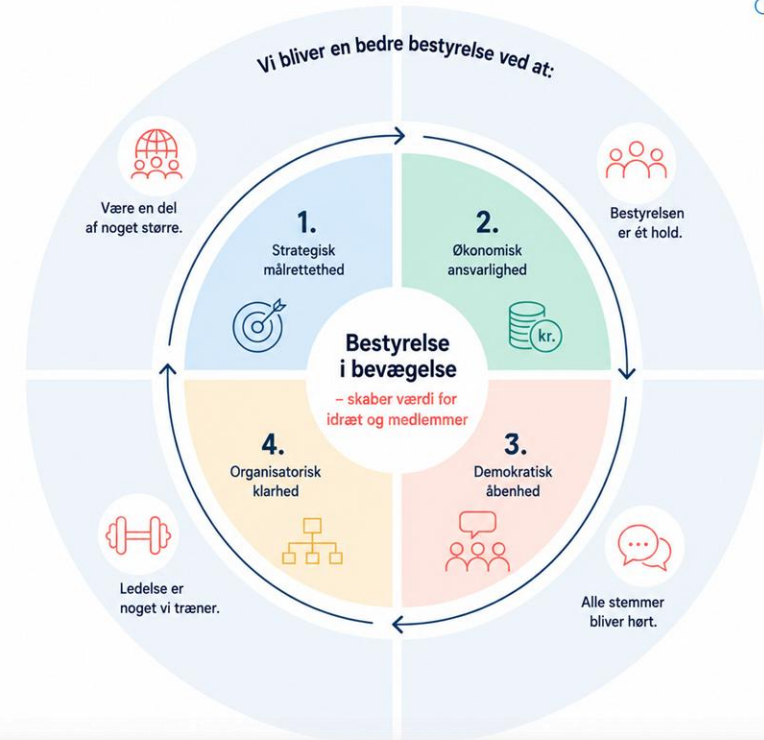 Vi bliver en bedre bestyrelse ved at:
Være en del
af noget større.
Bestyrelsen
er ét hold.
1.
Strategisk
målrettethed
2.
Økonomisk
ansvarlighed
kr.
Bestyrelse
i bevægelse
– skaber værdi for
idræt og medlemmer
4.
Organisatorisk
klarhed
3.
Demokratisk
åbenhed
Ledelse er
noget vi træner.
Alle stemmer
bliver hørt.